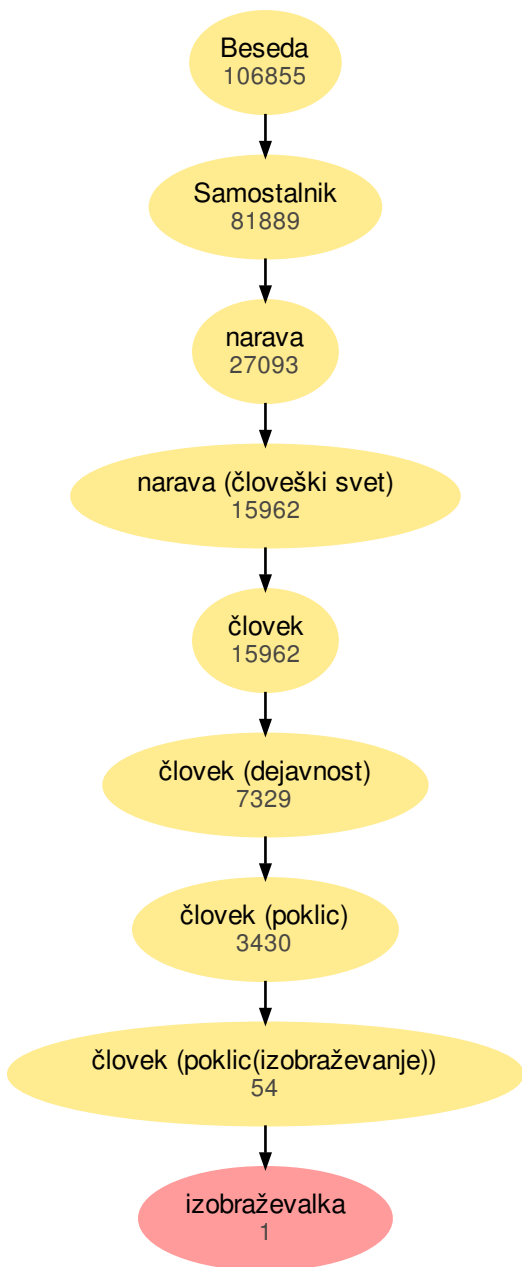 Beseda
106855
Samostalnik
81889
narava
27093
narava (človeški svet)
15962
človek
15962
človek (dejavnost)
7329
človek (poklic)
3430
človek (poklic(izobraževanje))
54
izobraževalka
1